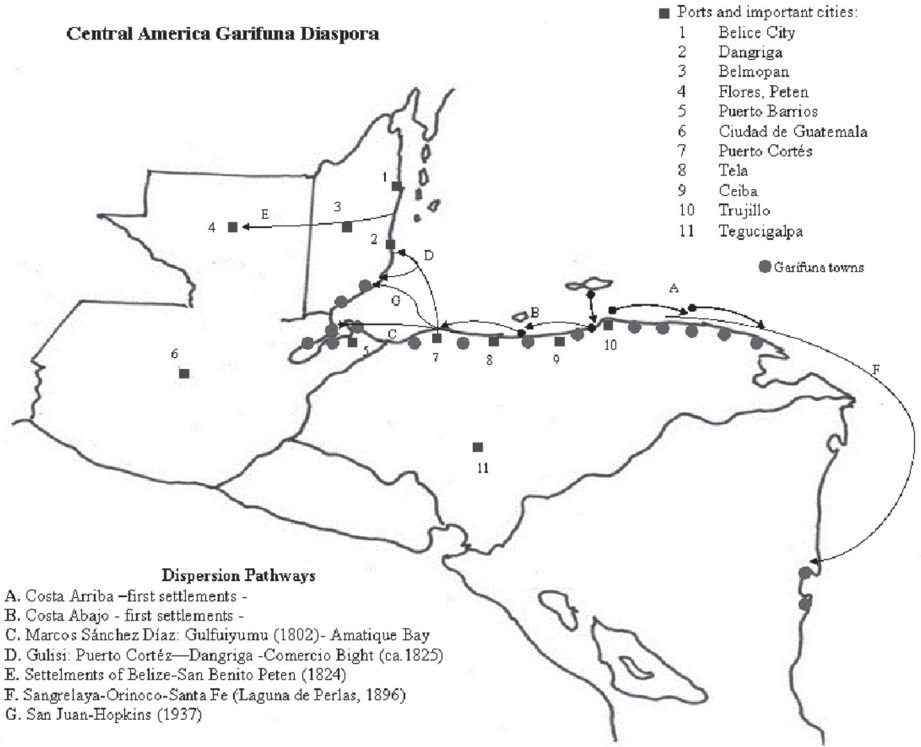 Central America Garifuna Diaspora
Ports and important cities:
1 Belice City
2 Dangriga
3 Belmopan
4 Flores, Peten
5 Puerto Barrios
6 Ciudad de Guatemala
7 Puerto Cortés
8 Tela
9 Ceiba
10 Trujillo
11 Tegucigalpa
Garífuna towns
1
E
3
4
2
D
A
G
B
C
5
7
8
9
10
6
F
11
Dispersion Pathways
A. Costa Arriba –first settlements -
B. Costa Abajo - first settlements -
C. Marcos Sánchez Díaz: Gulfuiyumu (1802)- Amatique Bay
D. Gulisi: Puerto Cortéz—Dangriga -Comercio Bight (ca.1825)
E. Settelments of Belize-San Benito Peten (1824)
F. Sangrelaya-Orinoco-Santa Fe (Laguna de Perlas, 1896)
G. San Juan-Hopkins (1937)